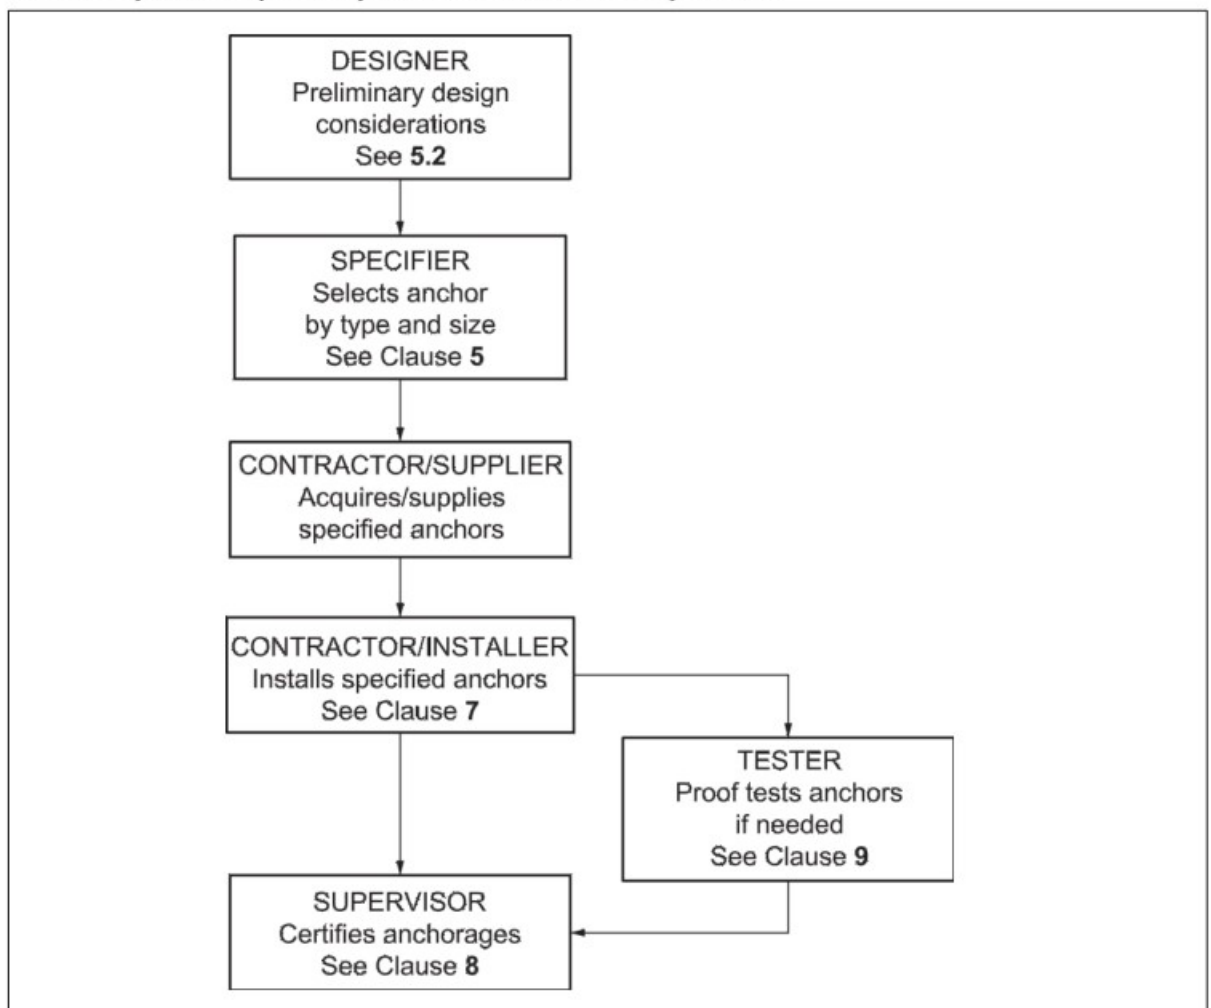 DESIGNER
Preliminary design
considerations
See 5.2
SPECIFIER
Selects anchor
by type and size
See Clause 5
CONTRACTOR/SUPPLIER
Acquires/supplies
specified anchors
CONTRACTOR/INSTALLER
Installs specified anchors
See Clause 7
TESTER
Proof tests anchors
if needed
See Clause 9
SUPERVISOR
Certifies anchorages
See Clause 8